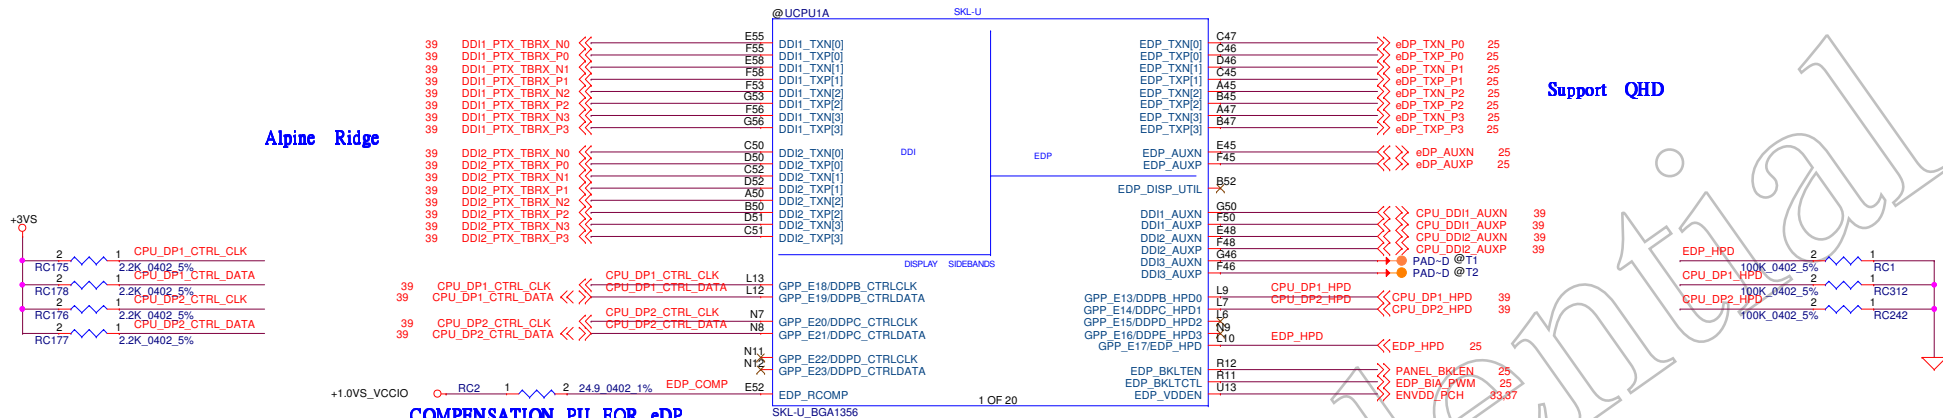 @UCPU1A SKL-U
39 DDI1_PTX_TBRX_N0 E55 DDI1_TXN[0] EDP_TXN[0] C47 eDP_TXN_P0 25
39 DDI1_PTX_TBRX_P0 F55 DDI1_TXP[0] EDP_TXP[0] C46 eDP_TXP_P0 25
39 DDI1_PTX_TBRX_N1 E58 DDI1_TXN[1] EDP_TXN[1] D46 eDP_TXN_P1 25
39 DDI1_PTX_TBRX_P1 F58 DDI1_TXP[1] EDP_TXP[1] C45 eDP_TXP_P1 25
39 DDI1_PTX_TBRX_N2 F53 DDI1_TXN[2] EDP_TXN[2] A45 eDP_TXN_P2 25
39 DDI1_PTX_TBRX_P2 G53 DDI1_TXP[2] EDP_TXP[2] B45 eDP_TXP_P2 25
39 DDI1_PTX_TBRX_N3 F56 DDI1_TXN[3] EDP_TXN[3] A47 eDP_TXN_P3 25
39 DDI1_PTX_TBRX_P3 G56 DDI1_TXP[3] EDP_TXP[3] B47 eDP_TXP_P3 25
Support QHD
Alpine Ridge
39 DDI2_PTX_TBRX_N0 C50 DDI2_TXN[0] DDI EDP EDP_AUXN E45 eDP_AUXN 25
39 DDI2_PTX_TBRX_P0 D50 DDI2_TXP[0] EDP_AUXP F45 eDP_AUXP 25
39 DDI2_PTX_TBRX_N1 C52 DDI2_TXN[1]
39 DDI2_PTX_TBRX_P1 D52 DDI2_TXP[1] EDP_DISP_UTIL B52
39 DDI2_PTX_TBRX_N2 A50 DDI2_TXN[2]
39 DDI2_PTX_TBRX_P2 B50 DDI2_TXP[2] DDI1_AUXN G50 CPU_DDI1_AUXN 39
39 DDI2_PTX_TBRX_N3 D51 DDI2_TXN[3] DDI1_AUXP F50 CPU_DDI1_AUXP 39
39 DDI2_PTX_TBRX_P3 C51 DDI2_TXP[3] DDI2_AUXN E48 CPU_DDI2_AUXN 39
DDI2_AUXP F48 CPU_DDI2_AUXP 39
DISPLAY SIDEBANDS DDI3_AUXN G46 PAD~D @T1
DDI3_AUXP F46 PAD~D @T2
+3VS
2 1 CPU_DP1_CTRL_CLK
RC175 2.2K_0402_5%
2 1 CPU_DP1_CTRL_DATA
RC178 2.2K_0402_5%
2 1 CPU_DP2_CTRL_CLK
RC176 2.2K_0402_5%
2 1 CPU_DP2_CTRL_DATA
RC177 2.2K_0402_5%
39 CPU_DP1_CTRL_CLK CPU_DP1_CTRL_CLK L13 GPP_E18/DDPB_CTRLCLK
39 CPU_DP1_CTRL_DATA CPU_DP1_CTRL_DATA L12 GPP_E19/DDPB_CTRLDATA
39 CPU_DP2_CTRL_CLK CPU_DP2_CTRL_CLK N7 GPP_E20/DDPC_CTRLCLK
39 CPU_DP2_CTRL_DATA CPU_DP2_CTRL_DATA N8 GPP_E21/DDPC_CTRLDATA
N11 GPP_E22/DDPD_CTRLCLK
N12 GPP_E23/DDPD_CTRLDATA
GPP_E13/DDPB_HPD0 L9 CPU_DP1_HPD CPU_DP1_HPD 39
GPP_E14/DDPC_HPD1 L7 CPU_DP2_HPD CPU_DP2_HPD 39
GPP_E15/DDPD_HPD2 L6
GPP_E16/DDPE_HPD3 N9
GPP_E17/EDP_HPD L10 EDP_HPD EDP_HPD 25
EDP_BKLTEN R12 PANEL_BKLEN 25
EDP_BKLTCTL R11 EDP_BIA_PWM 25
EDP_VDDEN U13 ENVDD_PCH 33,37
EDP_HPD 2 1
100K_0402_5% RC1
CPU_DP1_HPD 2 1
100K_0402_5% RC312
CPU_DP2_HPD 2 1
100K_0402_5% RC242
+1.0VS_VCCIO RC2 1 2 24.9_0402_1% EDP_COMP E52 EDP_RCOMP
1 OF 20
COMPENSATION PU FOR eDP
SKL-U_BGA1356
ential